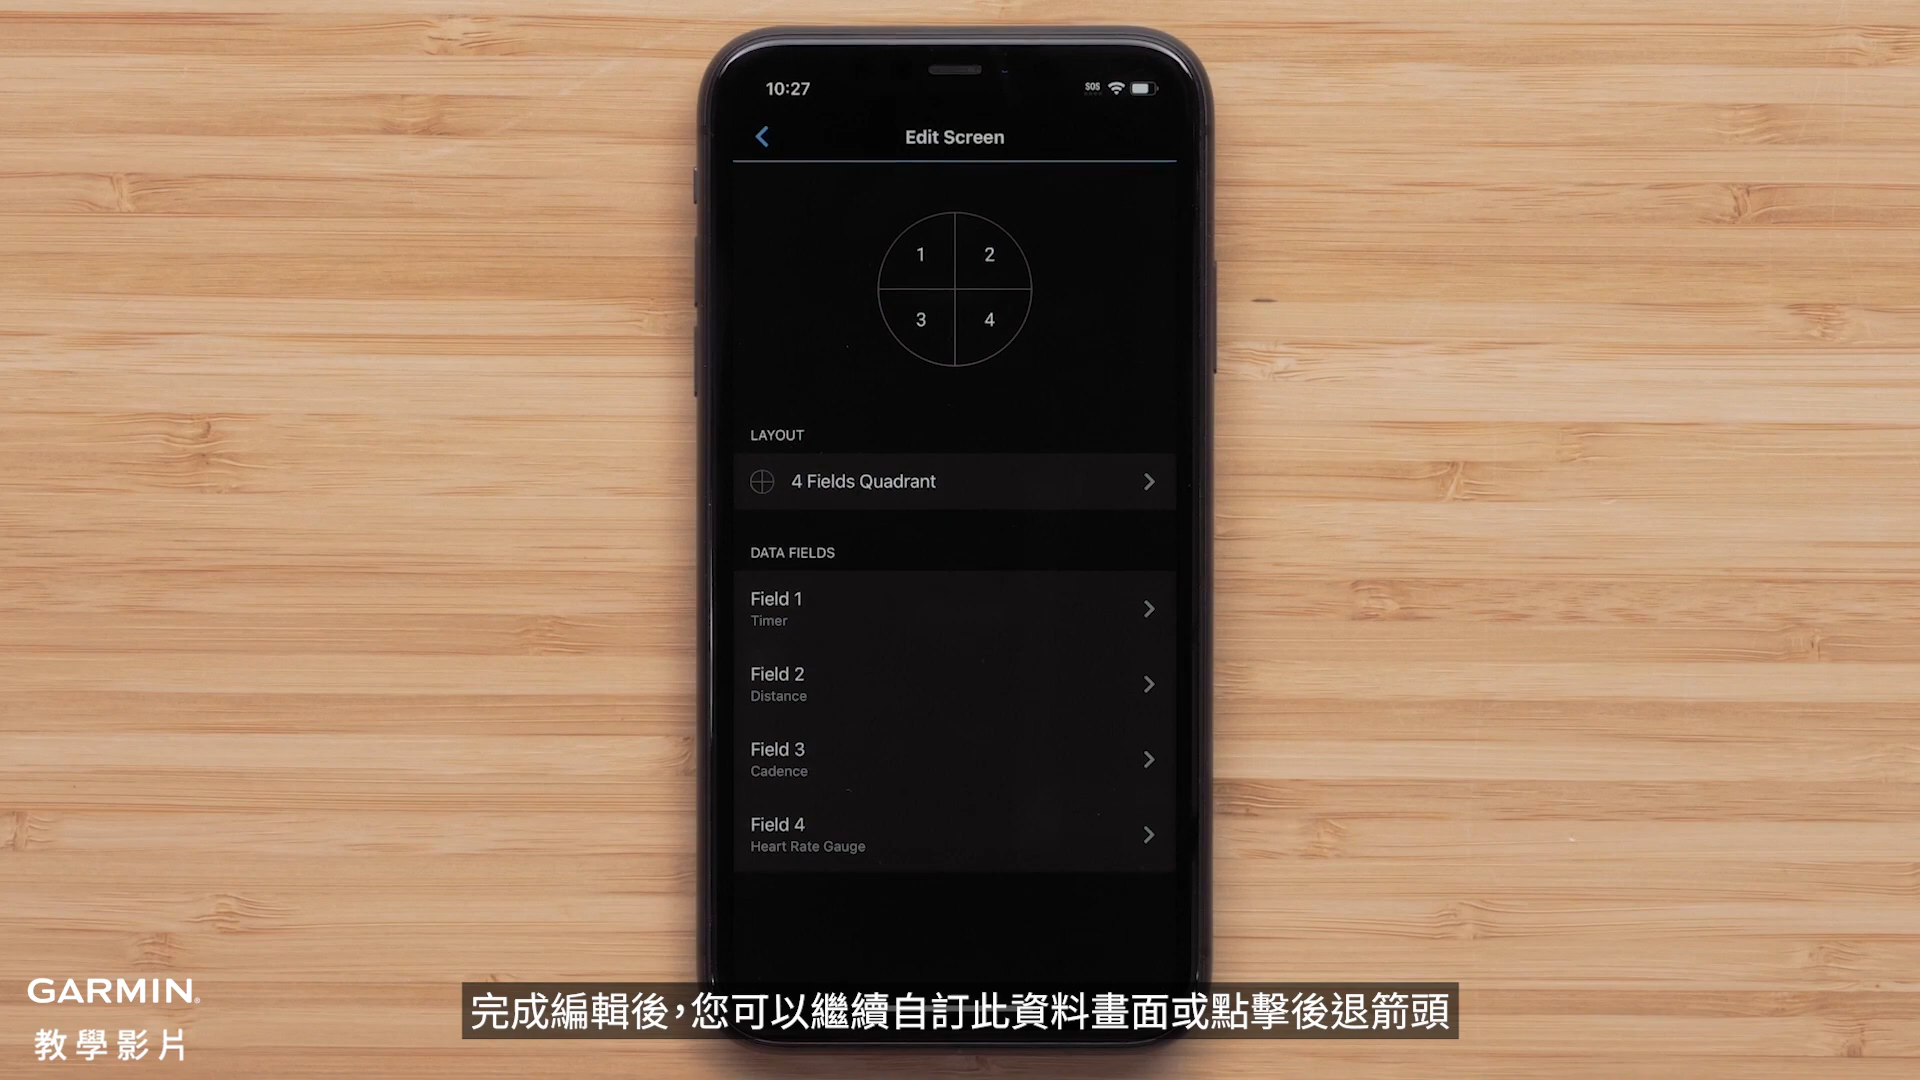 10:27
SOS
Edit Screen
1
2
3
4
LAYOUT
4 Fields Quadrant
DATA FIELDS
Field 1
Timer
Field 2
Distance
Field 3
Cadence
Field 4
Heart Rate Gauge
完成編輯後，您可以繼續自訂此資料畫面或點擊後退箭頭
GARMIN®
教學影片